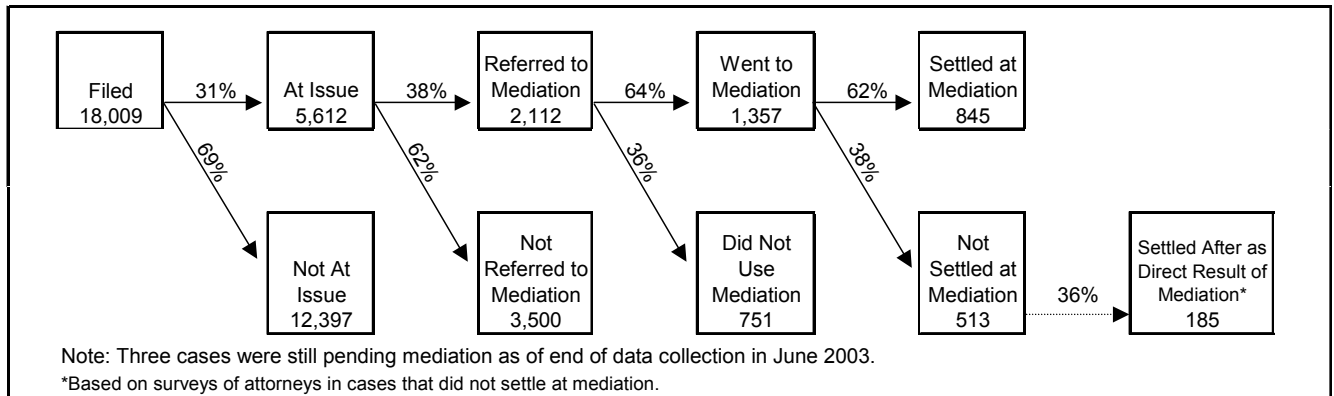 Filed
18,009
31%
At Issue
5,612
38%
Referred to
Mediation
2,112
64%
Went to
Mediation
1,357
62%
Settled at
Mediation
845
69%
62%
36%
38%
Not At
Issue
12,397
Not
Referred to
Mediation
3,500
Did Not
Use
Mediation
751
Not
Settled at
Mediation
513
36%
Settled After as
Direct Result of
Mediation*
185
Note: Three cases were still pending mediation as of end of data collection in June 2003.
*Based on surveys of attorneys in cases that did not settle at mediation.